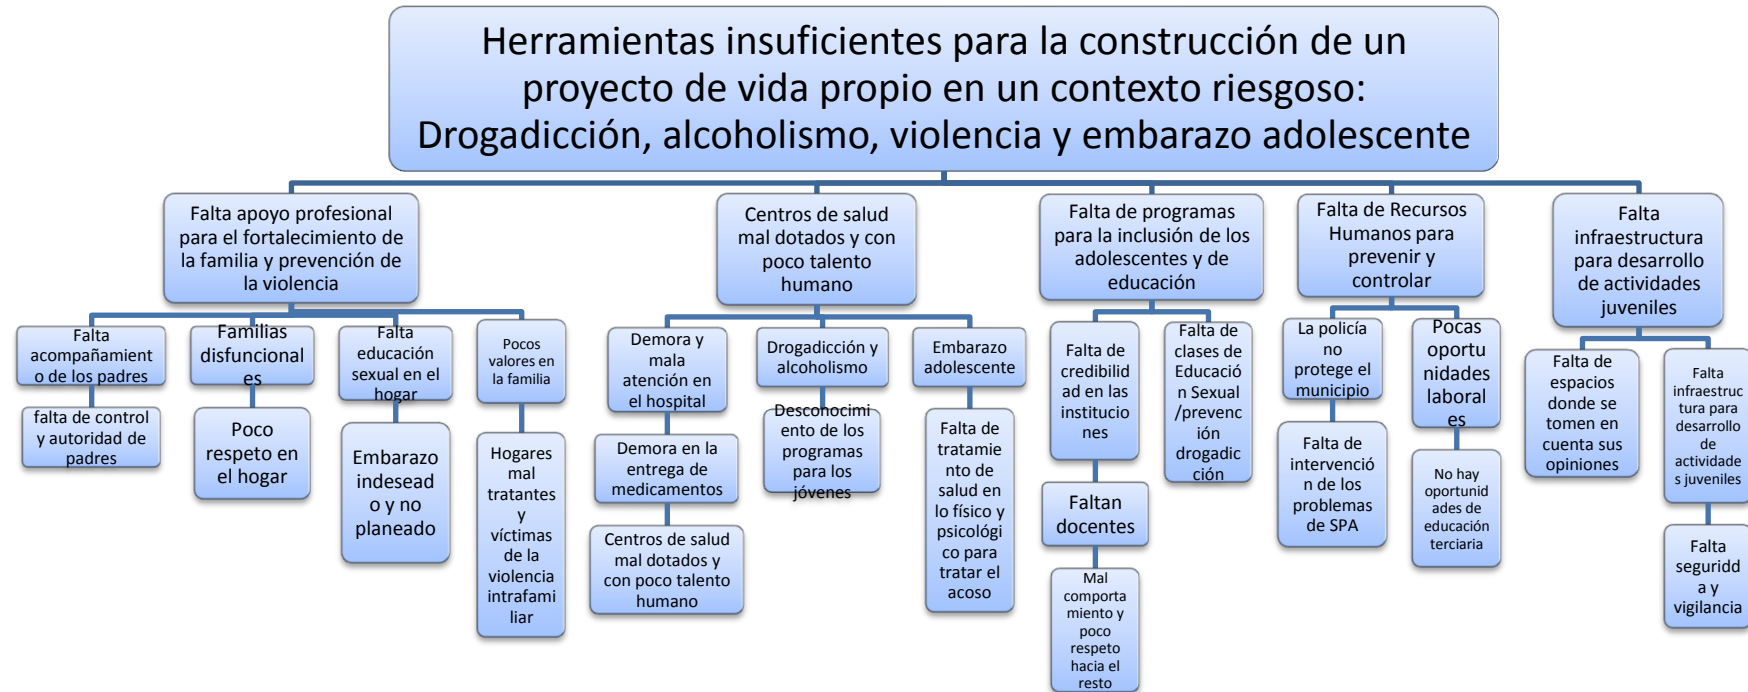 Herramientas insuficientes para la construcción de un
proyecto de vida propio en un contexto riesgoso:
Drogadicción, alcoholismo, violencia y embarazo adolescente
Falta apoyo profesional
para el fortalecimiento de
la familia y prevención de
la violencia
Falta
acompañamient
o de los padres
falta de control
y autoridad de
padres
Familias
disfuncional
es
Poco
respeto en
el hogar
Falta
educación
sexual en el
hogar
Embarazo
indesead
o y no
planeado
Pocos
valores en
la familia
Hogares
mal
tratantes
y
víctimas
de la
violencia
intrafami
liar
Centros de salud
mal dotados y con
poco talento
humano
Demora y
mala
atención en
el hospital
Demora en la
entrega de
medicamentos
Centros de salud
mal dotados y
con poco talento
humano
Drogadicción y
alcoholismo
Desconocimi
ento de los
programas
para los
jóvenes
Embarazo
adolescente
Falta de
tratamie
nto de
salud en
lo físico y
psicológi
co para
tratar el
acoso
Falta de programas
para la inclusión de los
adolescentes y de
educación
Falta de
credibilid
ad en las
institucio
nes
Faltan
docentes
Mal
comporta
miento y
poco
respeto
hacia el
resto
Falta de
clases de
Educació
n Sexual
/prevenc
ión
drogadic
ción
Falta de Recursos
Humanos para
prevenir y
controlar
La policía
no
protege el
municipio
Falta de
intervenció
n de los
problemas
de SPA
Pocas
oportu
nidades
laboral
es
No hay
oportunid
ades de
educación
terciaria
Falta
infraestructura
para desarrollo
de actividades
juveniles
Falta de
espacios
donde se
tomen en
cuenta sus
opiniones
Falta
infraestruc
tura para
desarrollo
de
actividade
s juveniles
Falta
seguridd
a y
vigilancia